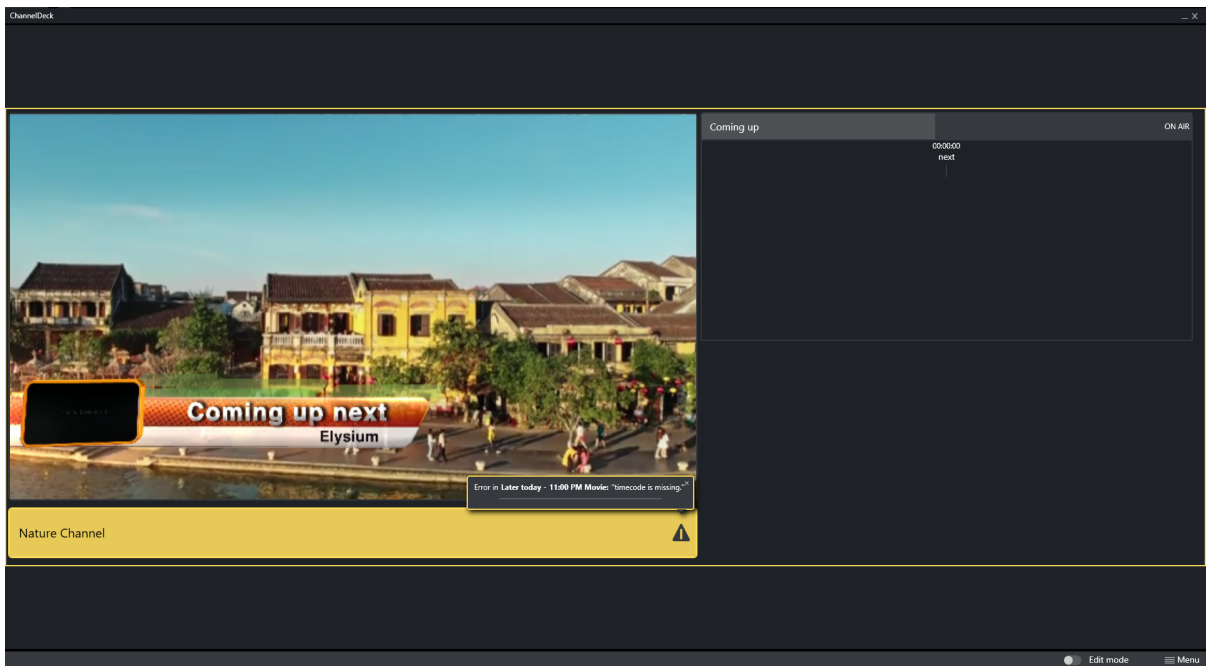 ChannelDeck
Coming up
ON AIR
00:00:00
next
Coming up next
Elysium
Error in Later today - 11:00 PM Movie: "timecode is missing."
Nature Channel
Edit mode
Menu